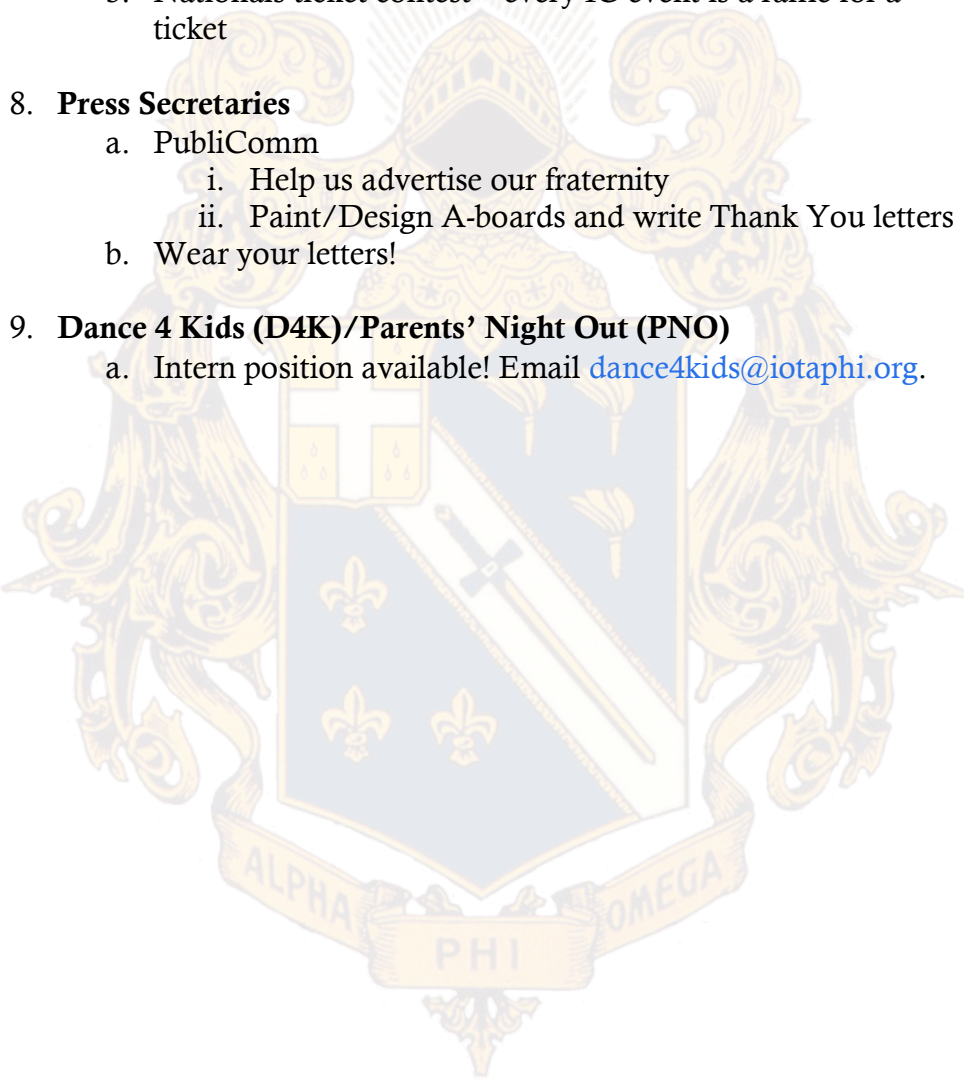 ticket
8. Press Secretaries
a. PubliComm
i. Help us advertise our fraternity
ii. Paint/Design A-boards and write Thank You letters
b. Wear your letters!
9. Dance 4 Kids (D4K)/Parents' Night Out (PNO)
a. Intern position available! Email dance4kids@iotaphi.org.
ALPHA
PHI
OMEGA